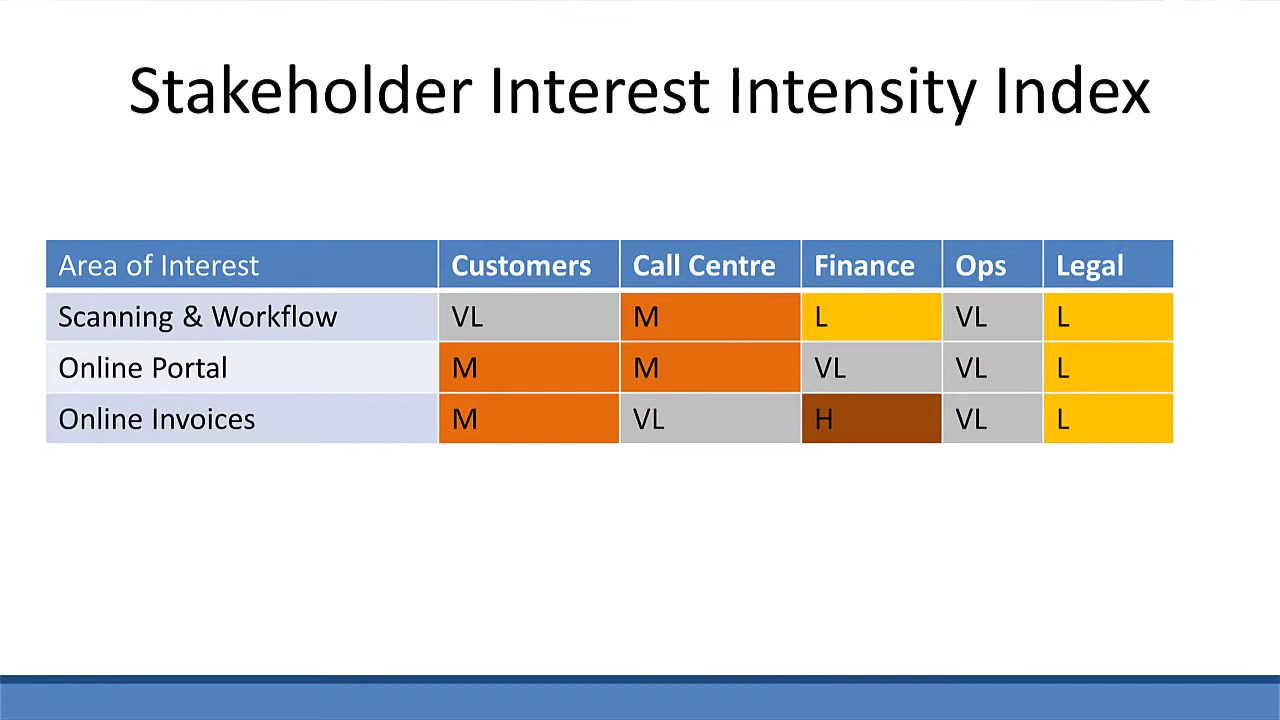 Stakeholder Interest Intensity Index
Area of Interest Customers Call Centre Finance Ops Legal
Scanning & Workflow VL M L VL L
Online Portal M M VL VL L
Online Invoices M VL H VL L